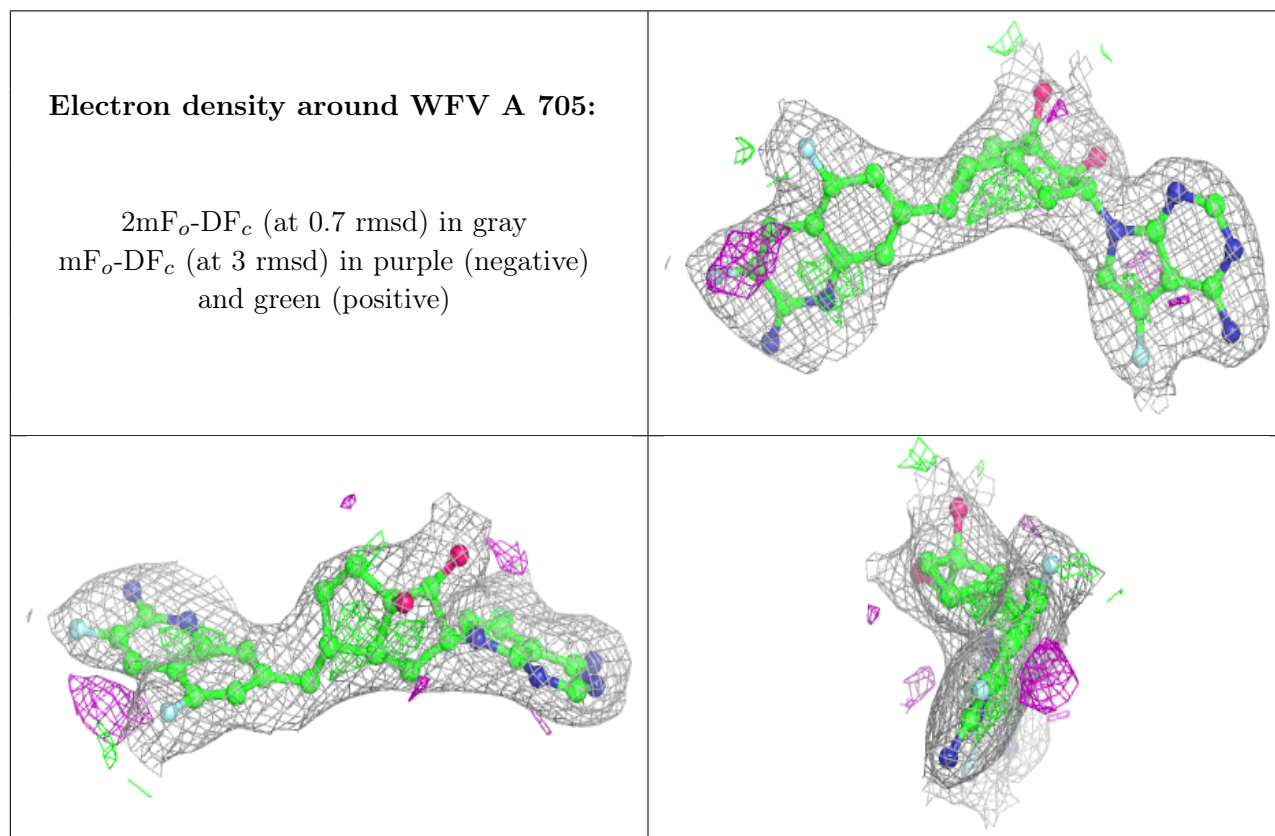 Electron density around WFV A 705:
2mFo-DFc (at 0.7 rmsd) in gray
mFo-DFc (at 3 rmsd) in purple (negative)
and green (positive)